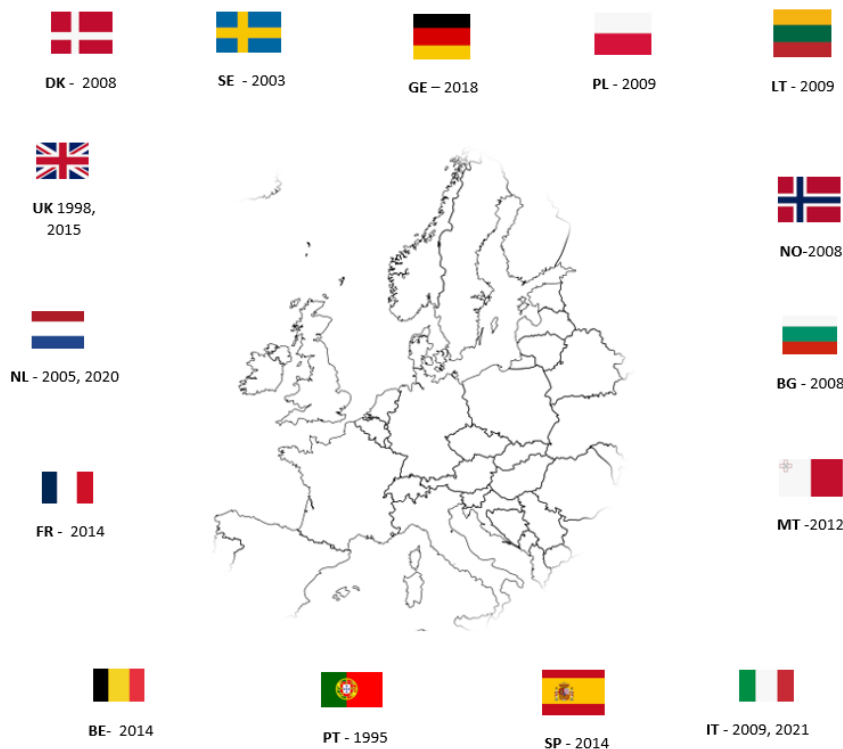 DK - 2008
SE - 2003
GE – 2018
PL - 2009
LT - 2009
UK 1998,
2015
NO-2008
NL - 2005, 2020
BG - 2008
FR - 2014
MT -2012
BE- 2014
PT - 1995
SP - 2014
IT - 2009, 2021